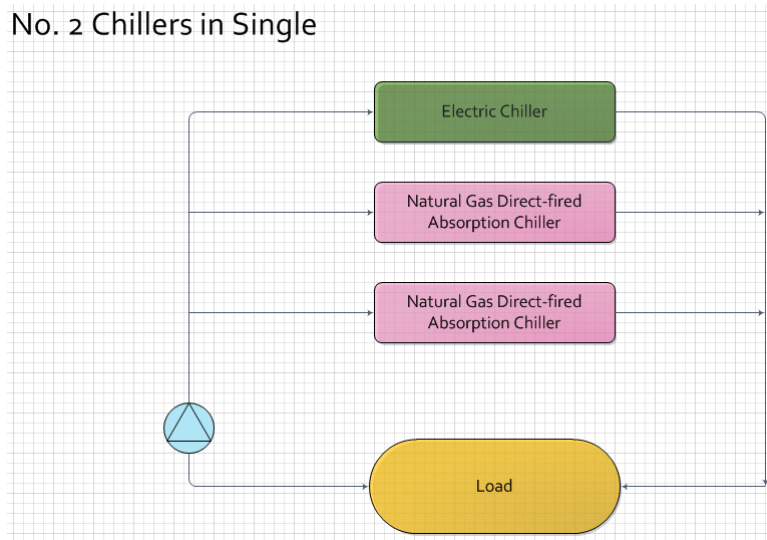 No. 2 Chillers in Single
Electric Chiller
Natural Gas Direct-fired
Absorption Chiller
Natural Gas Direct-fired
Absorption Chiller
Load